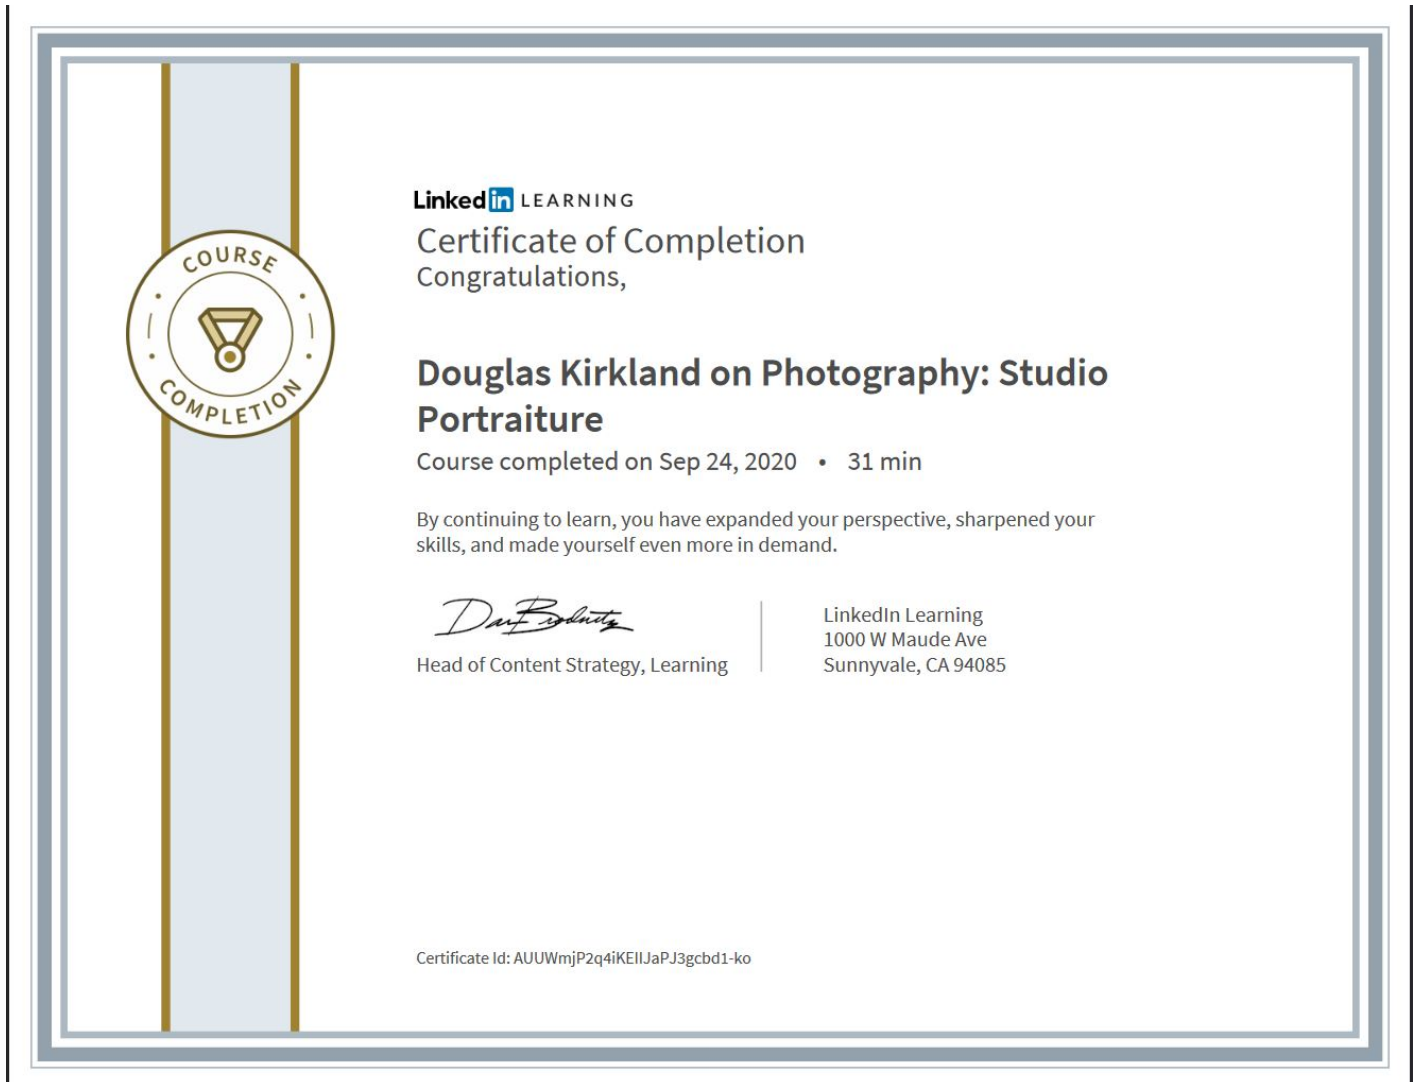 COURSE
COMPLETION
Linked in LEARNING
Certificate of Completion
Congratulations,
Douglas Kirkland on Photography: Studio
Portraiture
Course completed on Sep 24, 2020 • 31 min
By continuing to learn, you have expanded your perspective, sharpened your
skills, and made yourself even more in demand.
Head of Content Strategy, Learning
LinkedIn Learning
1000 W Maude Ave
Sunnyvale, CA 94085
Certificate Id: AUUWmjP2q4iKEIIJaPJ3gcbd1-ko